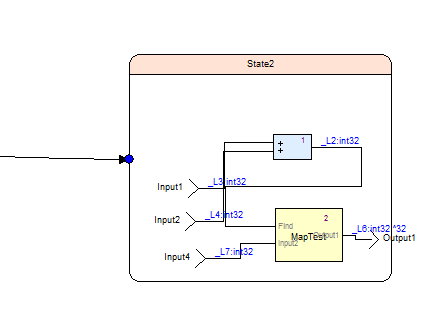 State2
+
+
1
_L2:int32
Input1
_L3:int32
Input2
_L4:int32
2
Find
MapTest
Output1
Input2
_L6:int32 ^32
Output1
Input4
_L7:int32